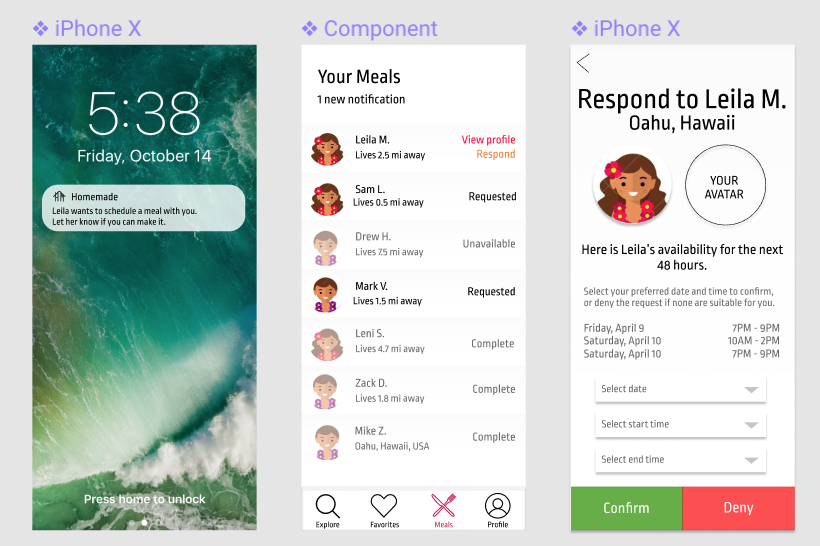 iPhone X
5:38
Friday, October 14
Homemade
Leila wants to schedule a meal with you.
Let her know if you can make it.
Press home to unlock
Component
Your Meals
1 new notification
Leila M.
View profile
Lives 2.5 mi away
Respond
Sam L.
Lives 0.5 mi away
Requested
Drew H.
Lives 7.5 mi away
Unavailable
Mark V.
Lives 1.5 mi away
Requested
Leni S.
Lives 4.7 mi away
Complete
Zack D.
Lives 1.8 mi away
Complete
Mike Z.
Oahu, Hawaii, USA
Complete
Explore
Favorites
Meals
Profile
iPhone X
Respond to Leila M.
Oahu, Hawaii
YOUR
AVATAR
Here is Leila's availability for the next
48 hours.
Select your preferred date and time to confirm,
or deny the request if none are suitable for you.
Friday, April 9 7PM - 9PM
Saturday, April 10 10AM - 2PM
Saturday, April 10 7PM - 9PM
Select date
Select start time
Select end time
Confirm
Deny